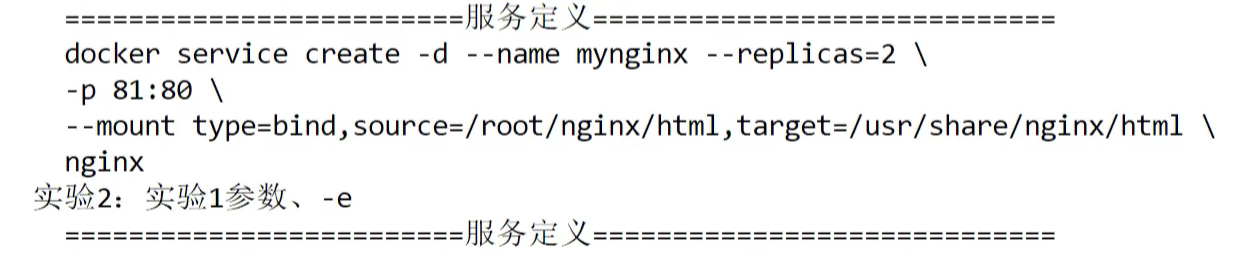 =========================服务定义=============================
docker service create -d --name mynginx --replicas=2 \
-p 81:80 \
--mount type=bind,source=/root/nginx/html,target=/usr/share/nginx/html \
nginx
实验2：实验1参数、-e
=========================服务定义=============================